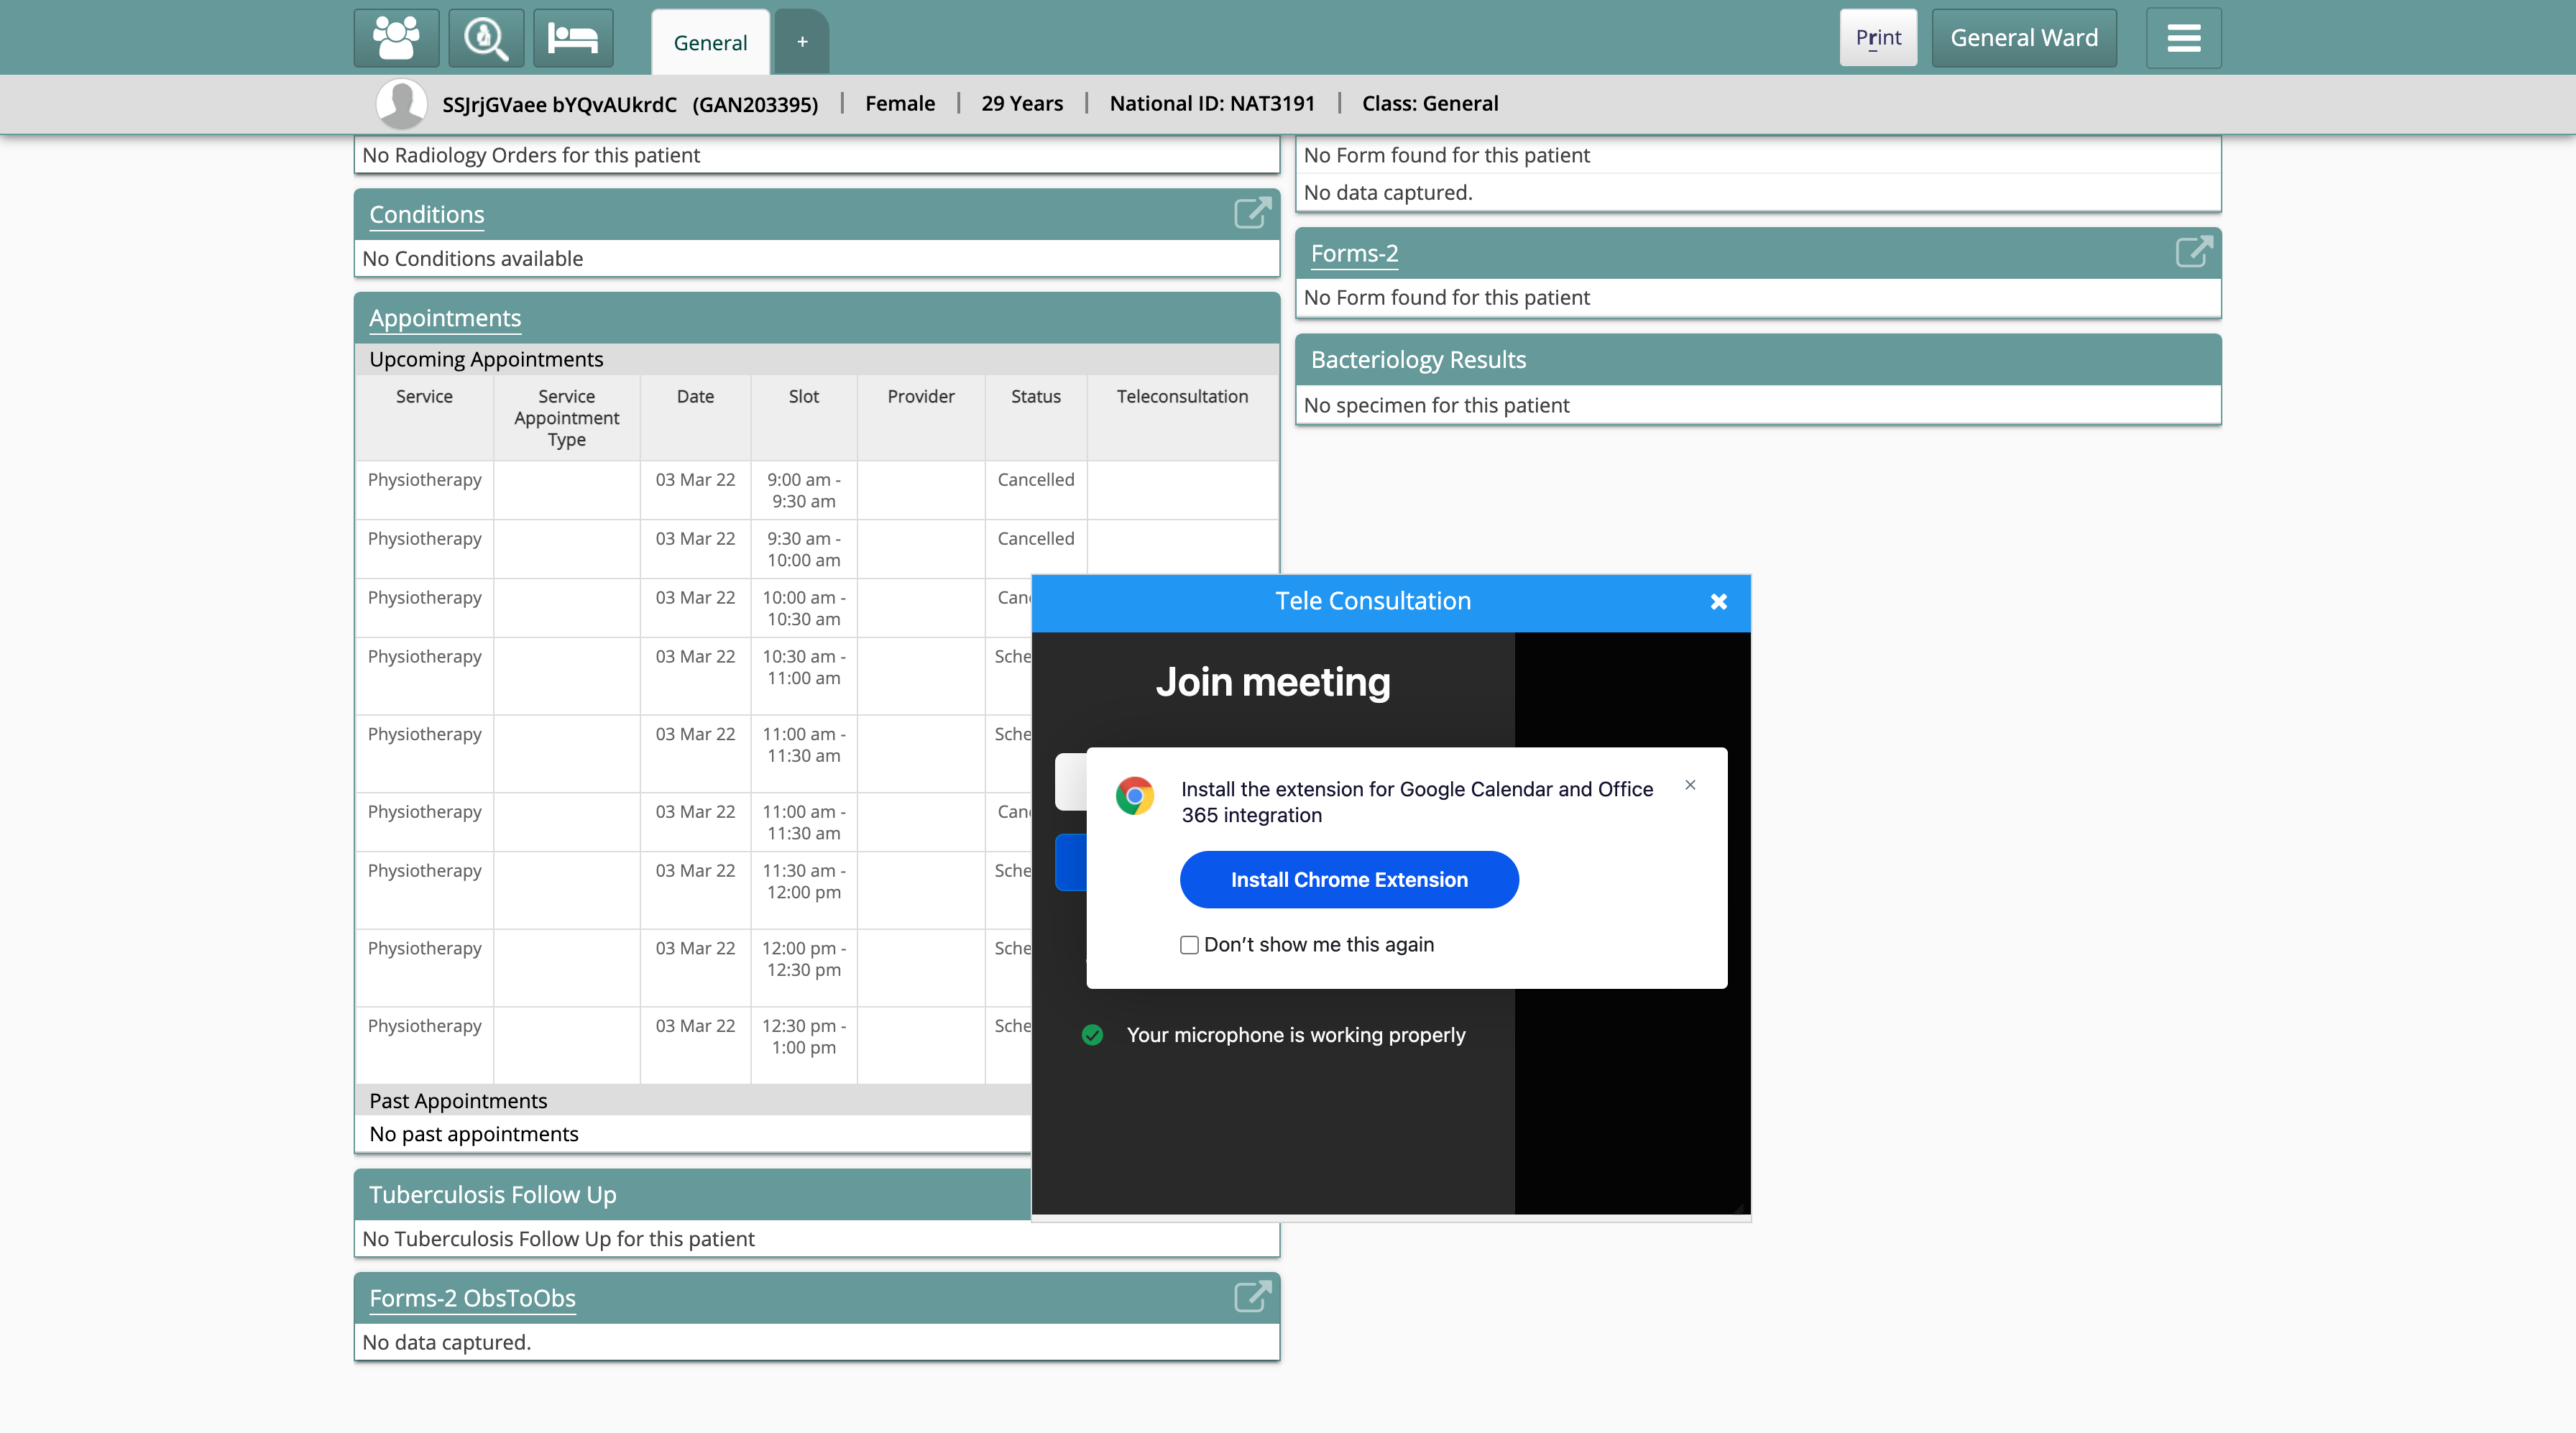 General
+
Print
General Ward
SSJrjGVaee bYQvAUkrdC (GAN203395) | Female | 29 Years | National ID: NAT3191 | Class: General
No Radiology Orders for this patient
Conditions
No Conditions available
Appointments
Upcoming Appointments
Service
Service
Appointment
Type
Date
Slot
Provider
Status
Teleconsultation
Physiotherapy 03 Mar 22 9:00 am - Cancelled
9:30 am
Physiotherapy 03 Mar 22 9:30 am - Cancelled
10:00 am
Physiotherapy 03 Mar 22 10:00 am - Can
10:30 am
Physiotherapy 03 Mar 22 10:30 am - Sche
11:00 am
Physiotherapy 03 Mar 22 11:00 am - Sche
11:30 am
Physiotherapy 03 Mar 22 11:00 am - Can
11:30 am
Physiotherapy 03 Mar 22 11:30 am - Sche
12:00 pm
Physiotherapy 03 Mar 22 12:00 pm - Sche
12:30 pm
Physiotherapy 03 Mar 22 12:30 pm - Sche
1:00 pm
Past Appointments
No past appointments
Tuberculosis Follow Up
No Tuberculosis Follow Up for this patient
Forms-2 ObsToObs
No data captured.
No Form found for this patient
No data captured.
Forms-2
No Form found for this patient
Bacteriology Results
No specimen for this patient
Tele Consultation
Join meeting
Install the extension for Google Calendar and Office
365 integration
Install Chrome Extension
Don't show me this again
Your microphone is working properly